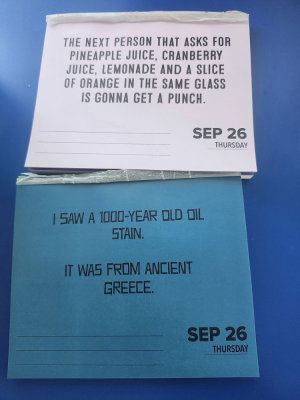 THE NEXT PERSON THAT ASKS FOR
PINEAPPLE JUICE, CRANBERRY
JUICE, LEMONADE AND A SLICE
OF ORANGE IN THE SAME GLASS
IS GONNA GET A PUNCH.
SEP 26
THURSDAY
I SAW A 1000-YEAR OLD OIL
STAIN.
IT WAS FROM ANCIENT
GREECE.
SEP 26
THURSDAY